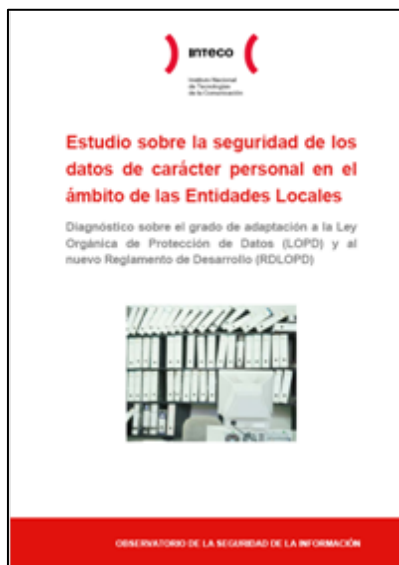 INTECO
Instituto Nacional
de Tecnologías
de la Comunicación
Estudio sobre la seguridad de los
datos de carácter personal en el
ámbito de las Entidades Locales
Diagnóstico sobre el grado de adaptación a la Ley
Orgánica de Protección de Datos (LOPD) y al
nuevo Reglamento de Desarrollo (RDLOPD)
OBSERVATORIO DE LA SEGURIDAD DE LA INFORMACIÓN